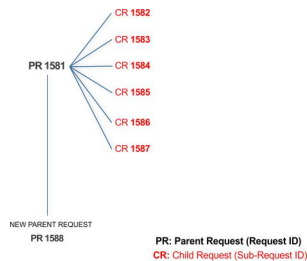 CR 1582
CR 1583
PR 1581
CR 1584
CR 1585
CR 1586
CR 1587
NEW PARENT REQUEST
PR 1588
PR: Parent Request (Request ID)
CR: Child Request (Sub-Request ID)